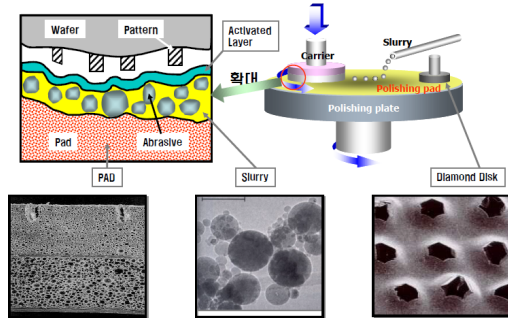 Wafer
Pattern
Activated
Layer
Pad
Abrasive
PAD
Slurry
확대
Carrier
Slurry
Polishing pad
Polishing plate
Diamond Disk